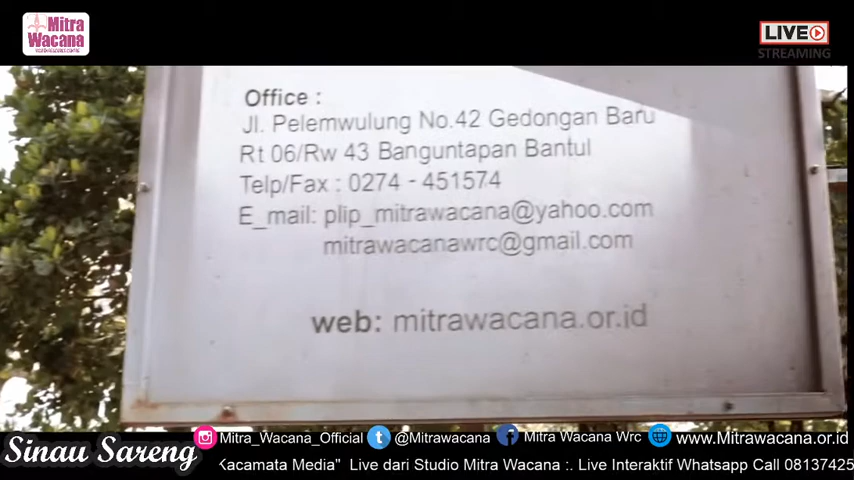 Mitra
Wacana
LIVE
STREAMING
Office :
Jl. Pelemwulung No.42 Gedongan Baru
Rt 06/Rw 43 Banguntapan Bantul
Telp/Fax : 0274 - 451574
E_mail: plip_mitrawacana@yahoo.com
mitrawacanawrc@gmail.com
web: mitrawacana.or.id
Sinau Sareng
Mitra_Wacana_Official @Mitrawacana Mitra Wacana Wrc www.Mitrawacana.or.id
Kacamata Media" Live dari Studio Mitra Wacana :. Live Interaktif Whatsapp Call 08137425